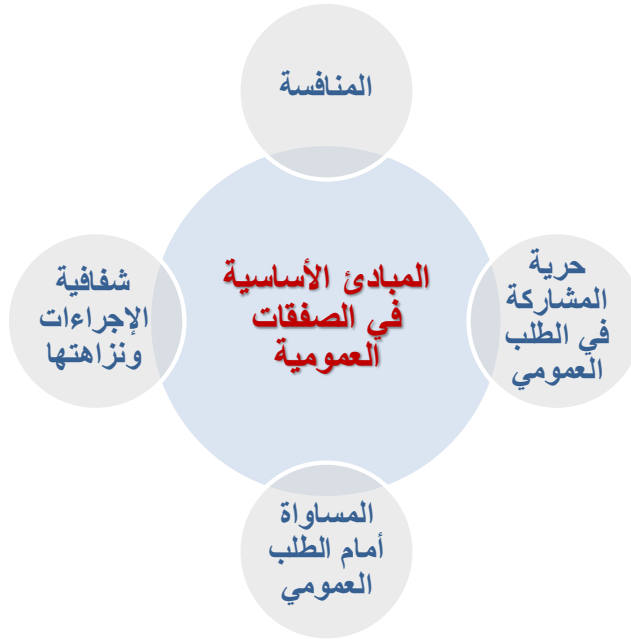 المنافسة
المبادئ الأساسية
في الصفقات
العمومية
حرية
المشاركة
في الطلب
العمومي
شفافية
الإجراءات
ونزاهتها
المساواة
أمام الطلب
العمومي